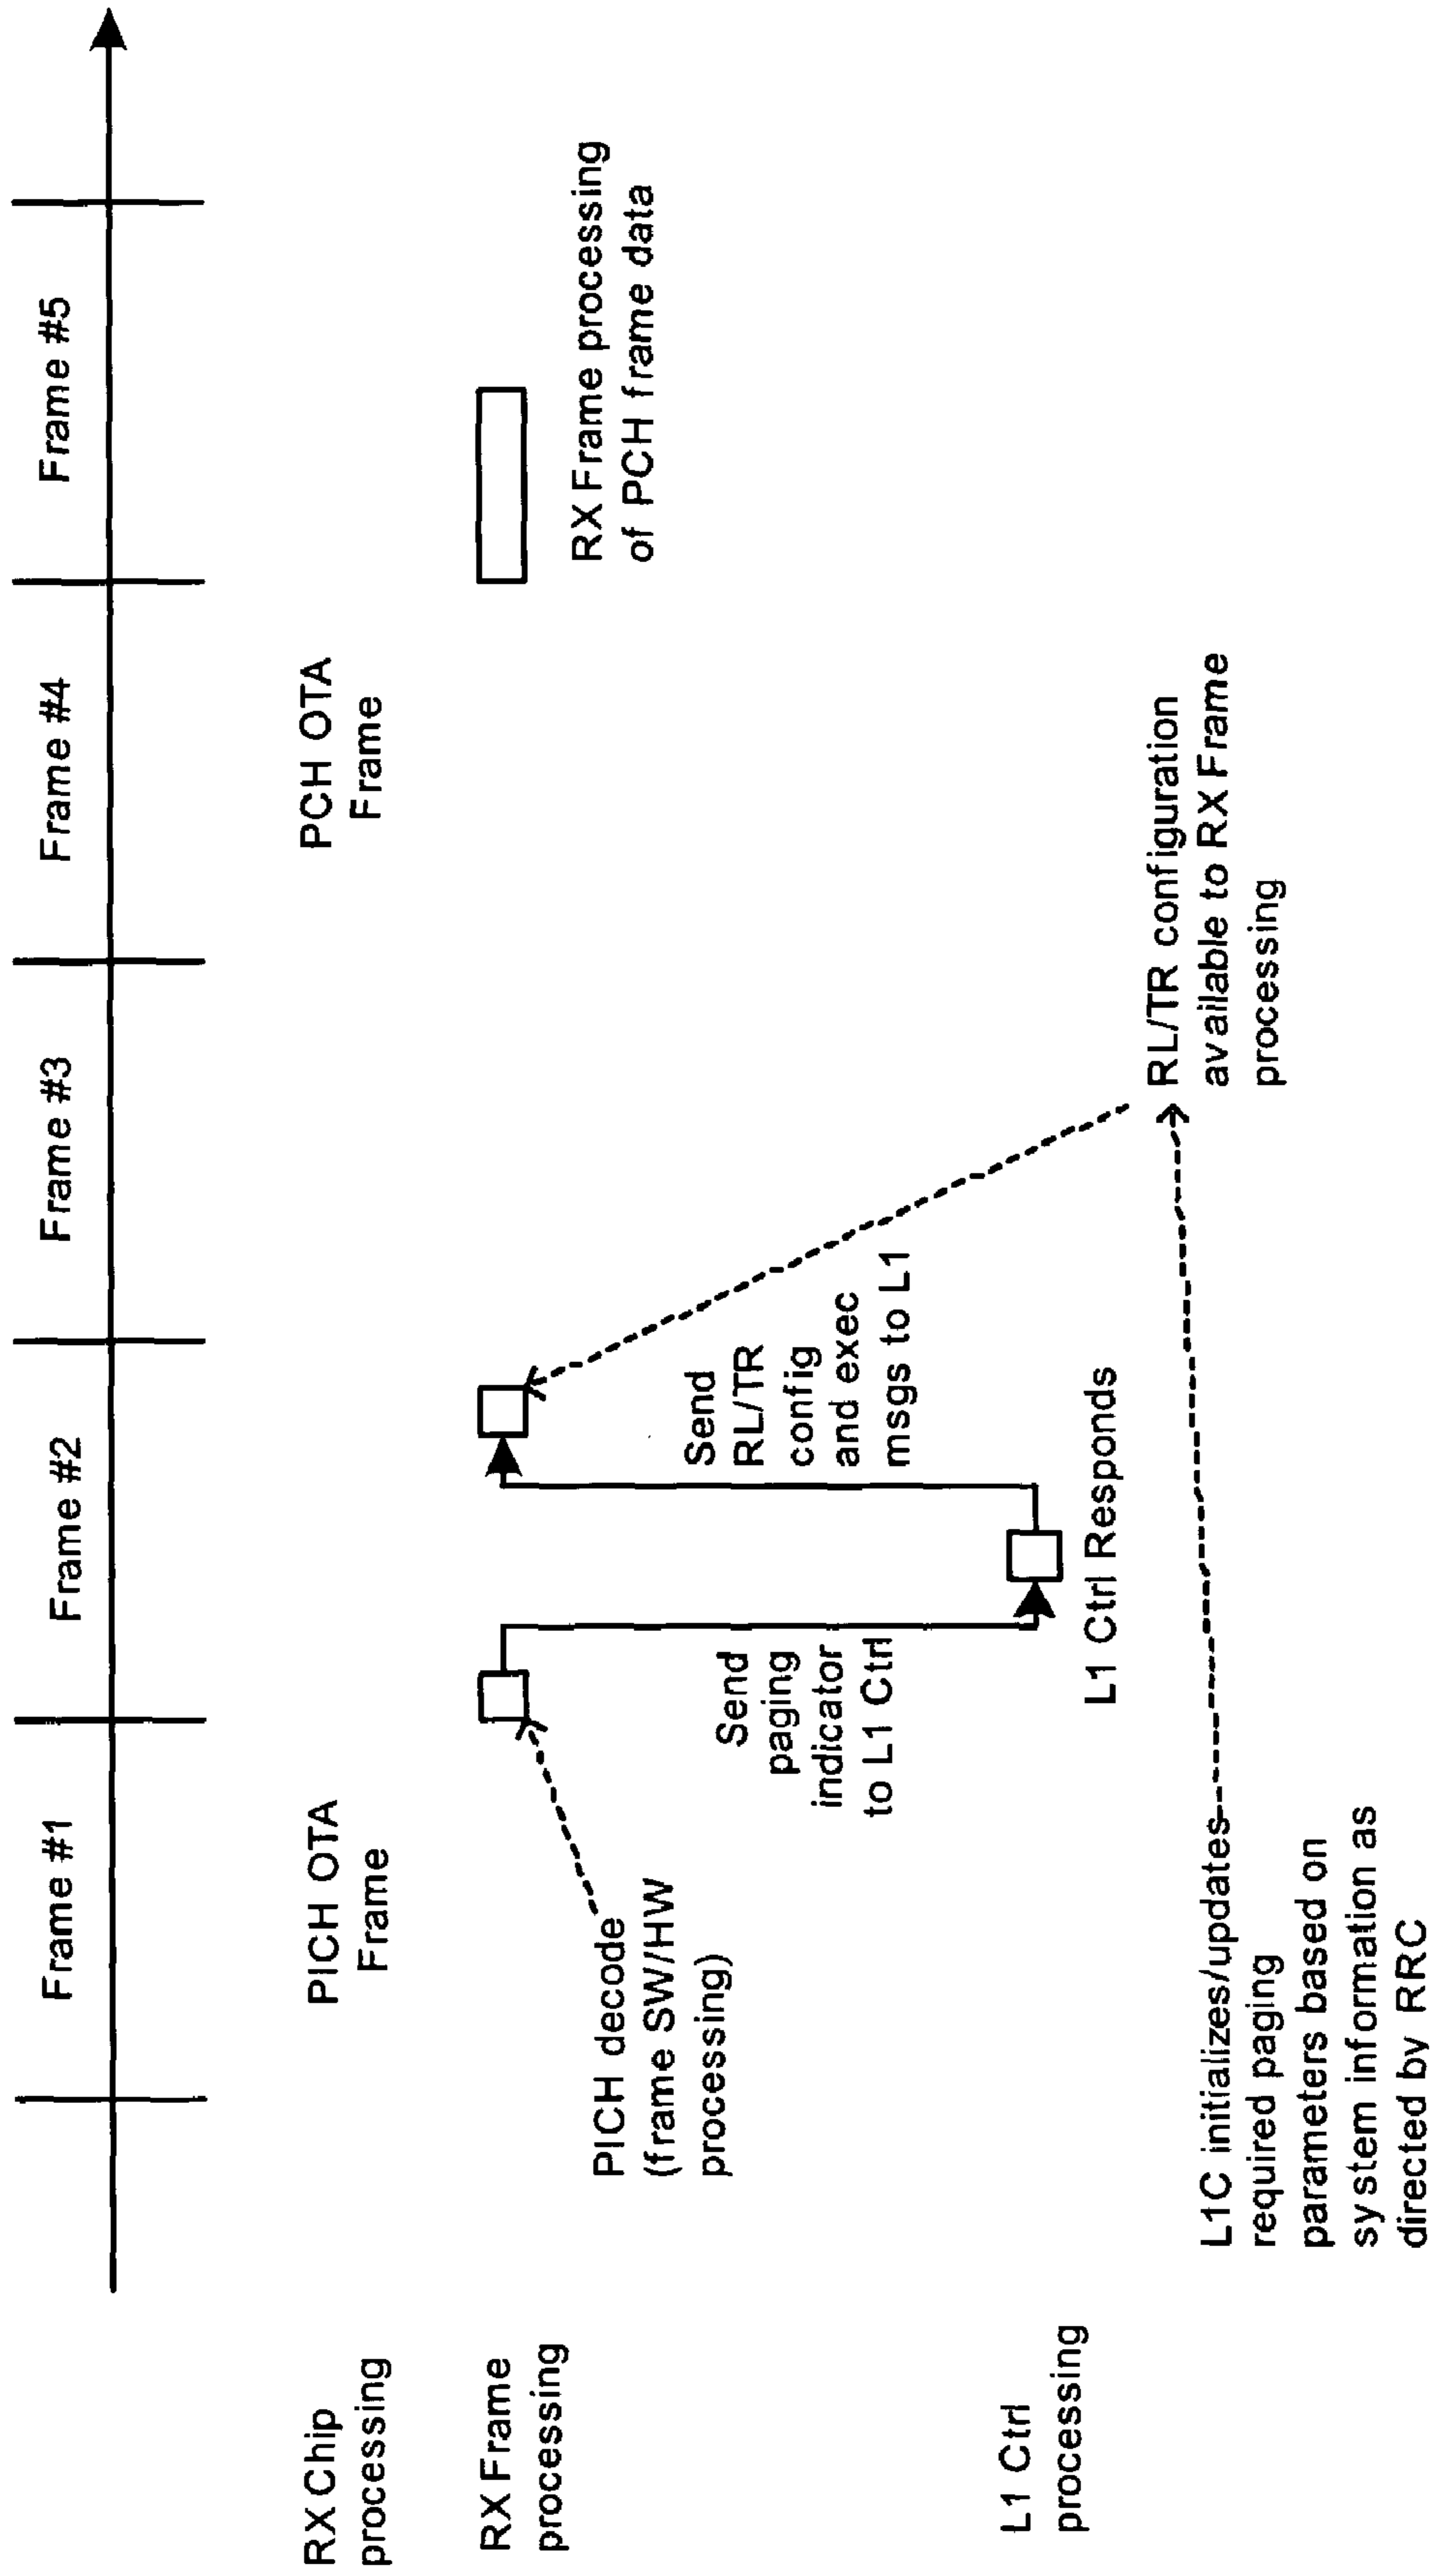 Frame #1
Frame #2
Frame #3
Frame #4
Frame #5
RX Chip
processing
PICH OTA
Frame
PCH OTA
Frame
RX Frame
processing
PICH decode
(frame SW/HW
processing)
RX Frame processing
of PCH frame data
Send
paging
indicator
to L1 Ctrl
Send
RL/TR
config
and exec
msgs to L1
L1 Ctrl
processing
L1 Ctrl Responds
RL/TR configuration
available to RX Frame
processing
L1C initializes/updates
required paging
parameters based on
system information as
directed by RRC